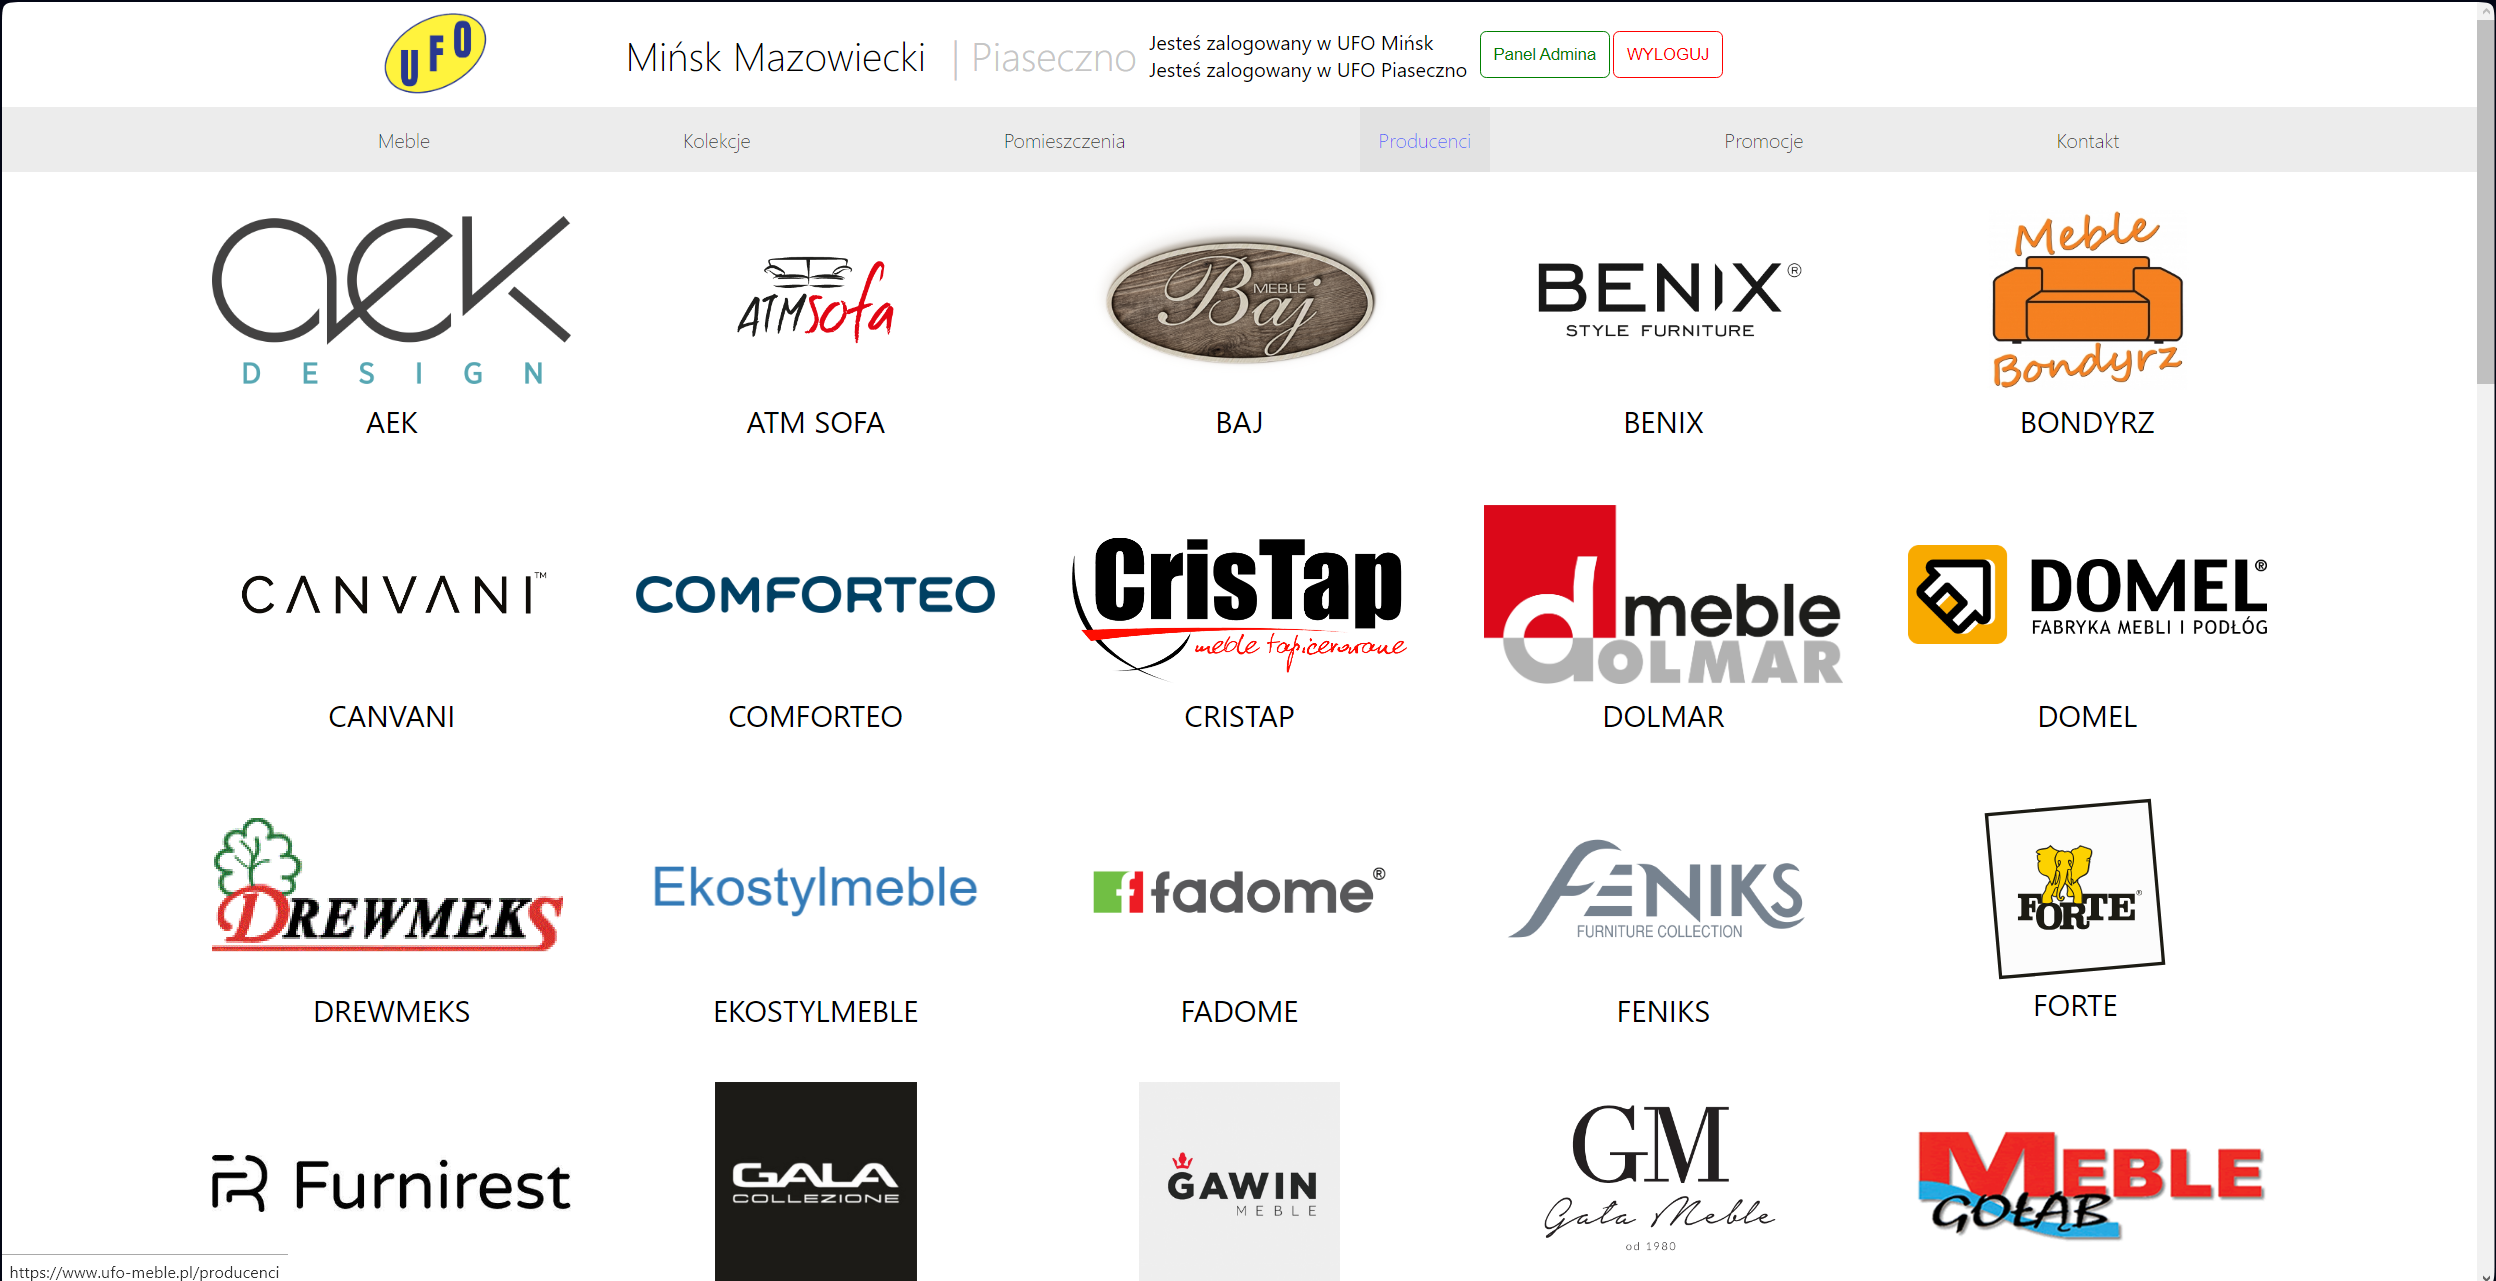 UFO
Mińsk Mazowiecki | Piaseczno
Jesteś zalogowany w UFO Mińsk
Jesteś zalogowany w UFO Piaseczno
Panel Admina
WYLOGUJ
Meble
Kolekcje
Pomieszczenia
Producenci
Promocje
Kontakt
aek
DESIGN
AEK
ATMsofa
ATM SOFA
MEBLE
Baj
BAJ
BENIX®
STYLE FURNITURE
BENIX
Meble
Bondyrz
BONDYRZ
CANVANI™
CANVANI
COMFORTEO
COMFORTEO
CrisTap
meble tapicerowane
CRISTAP
meble
DOLMAR
DOLMAR
DOMEL®
FABRYKA MEBLI I PODŁÓG
DOMEL
DREWMEKS
DREWMEKS
Ekostylmeble
EKOSTYLMEBLE
f fadome®
FADOME
FENIKS
FURNITURE COLLECTION
FENIKS
FORTE®
FORTE
Furnirest
GALA
COLLEZIONE
GAWIN
MEBLE
GM
Gała Meble
od 1980
MEBLE
GOŁĄB
https://www.ufo-meble.pl/producenci